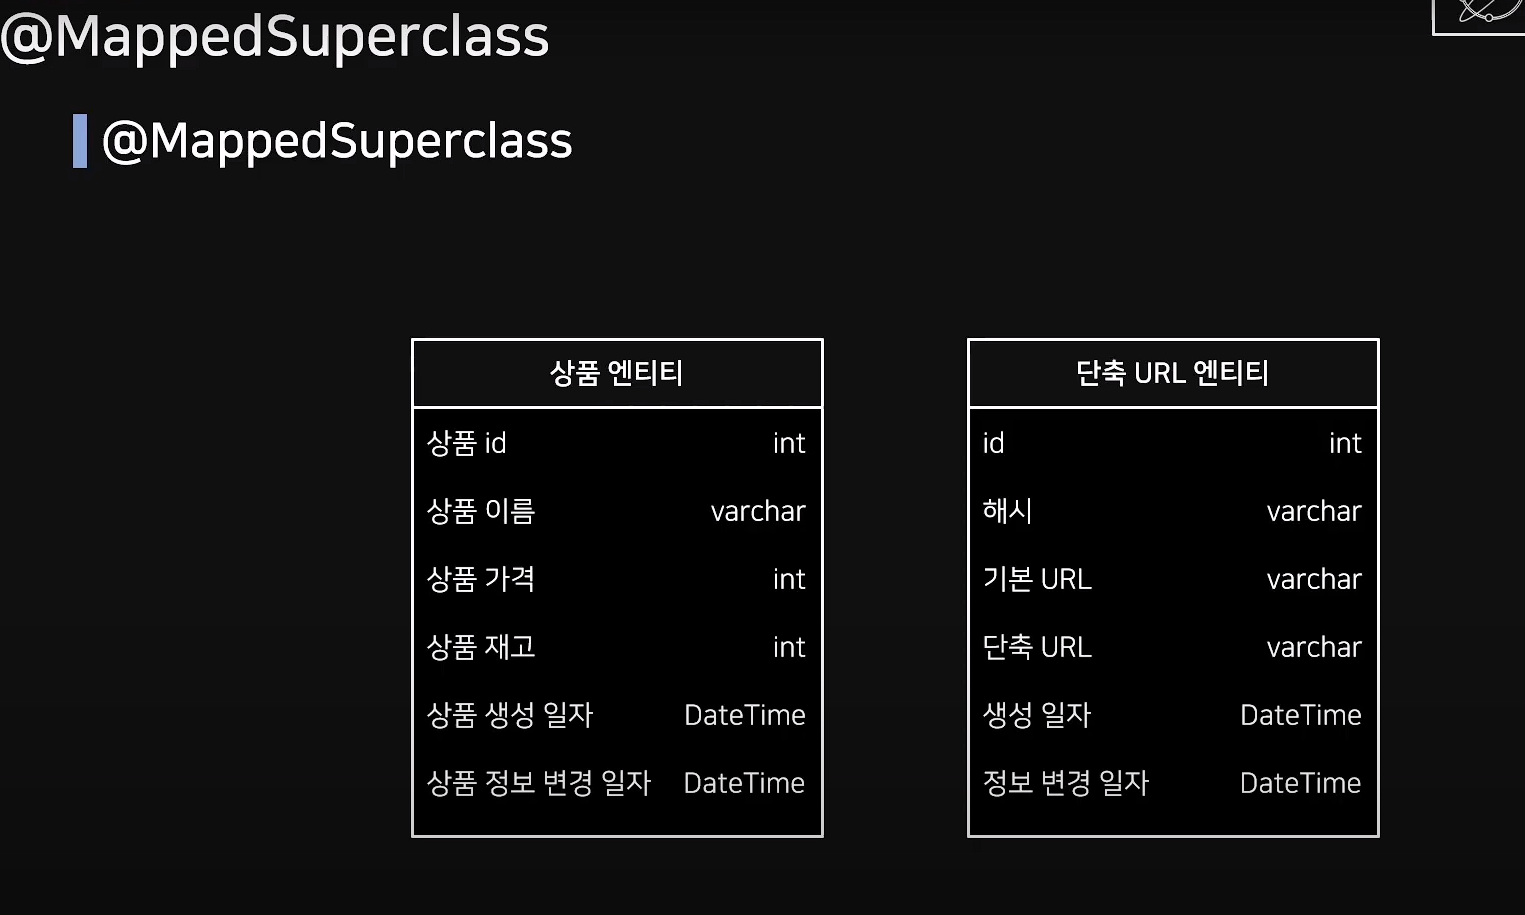 @MappedSuperclass
@MappedSuperclass
상품 엔티티
상품 id int
상품 이름 varchar
상품 가격 int
상품 재고 int
상품 생성 일자 DateTime
상품 정보 변경 일자 DateTime
단축 URL 엔티티
id int
해시 varchar
기본 URL varchar
단축 URL varchar
생성 일자 DateTime
정보 변경 일자 DateTime